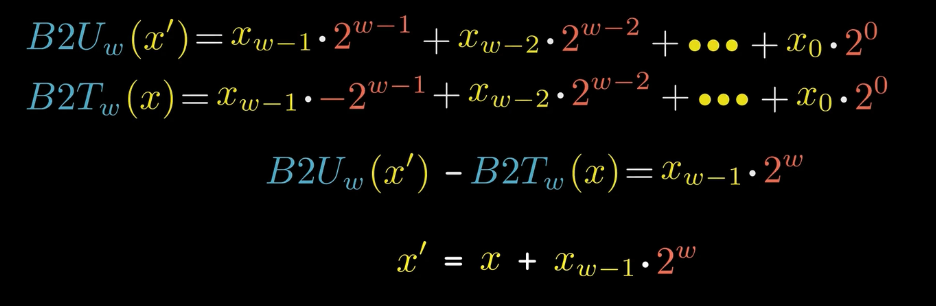 B2U_w(x′) = x_{w−1} · 2^{w−1} + x_{w−2} · 2^{w−2} + ••• + x_0 · 2^0
B2T_w(x) = x_{w−1} · −2^{w−1} + x_{w−2} · 2^{w−2} + ••• + x_0 · 2^0
B2U_w(x′) − B2T_w(x) = x_{w−1} · 2^w
x′ = x + x_{w−1} · 2^w